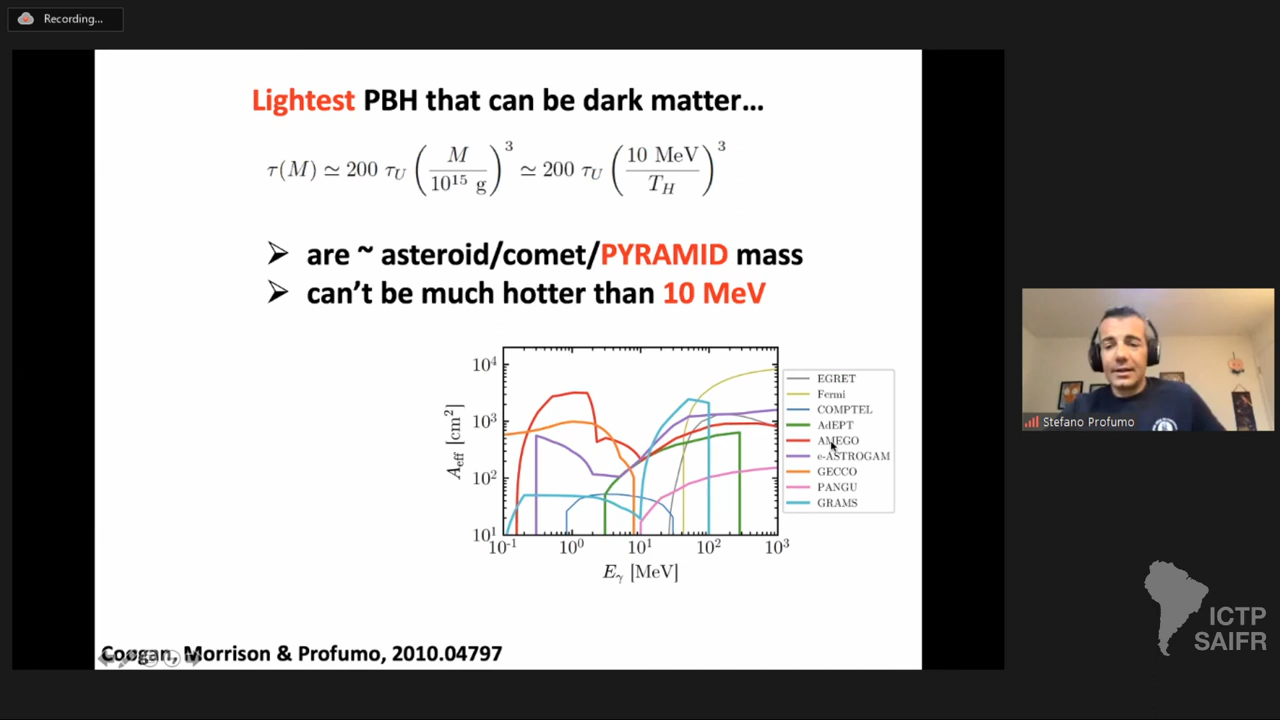 Recording...
Lightest PBH that can be dark matter...
τ(M) ≃ 200 τ_U (M / 10^15 g)^3 ≃ 200 τ_U (10 MeV / T_H)^3
➢ are ~ asteroid/comet/PYRAMID mass
➢ can't be much hotter than 10 MeV
A_eff [cm^2]
10^4
10^3
10^2
10^1
10^-1 10^0 10^1 10^2 10^3
E_γ [MeV]
EGRET
Fermi
COMPTEL
AdEPT
AMEGO
e-ASTROGAM
GECCO
PANGU
GRAMS
Stefano Profumo
Coogan, Morrison & Profumo, 2010.04797
ICTP
SAIFR